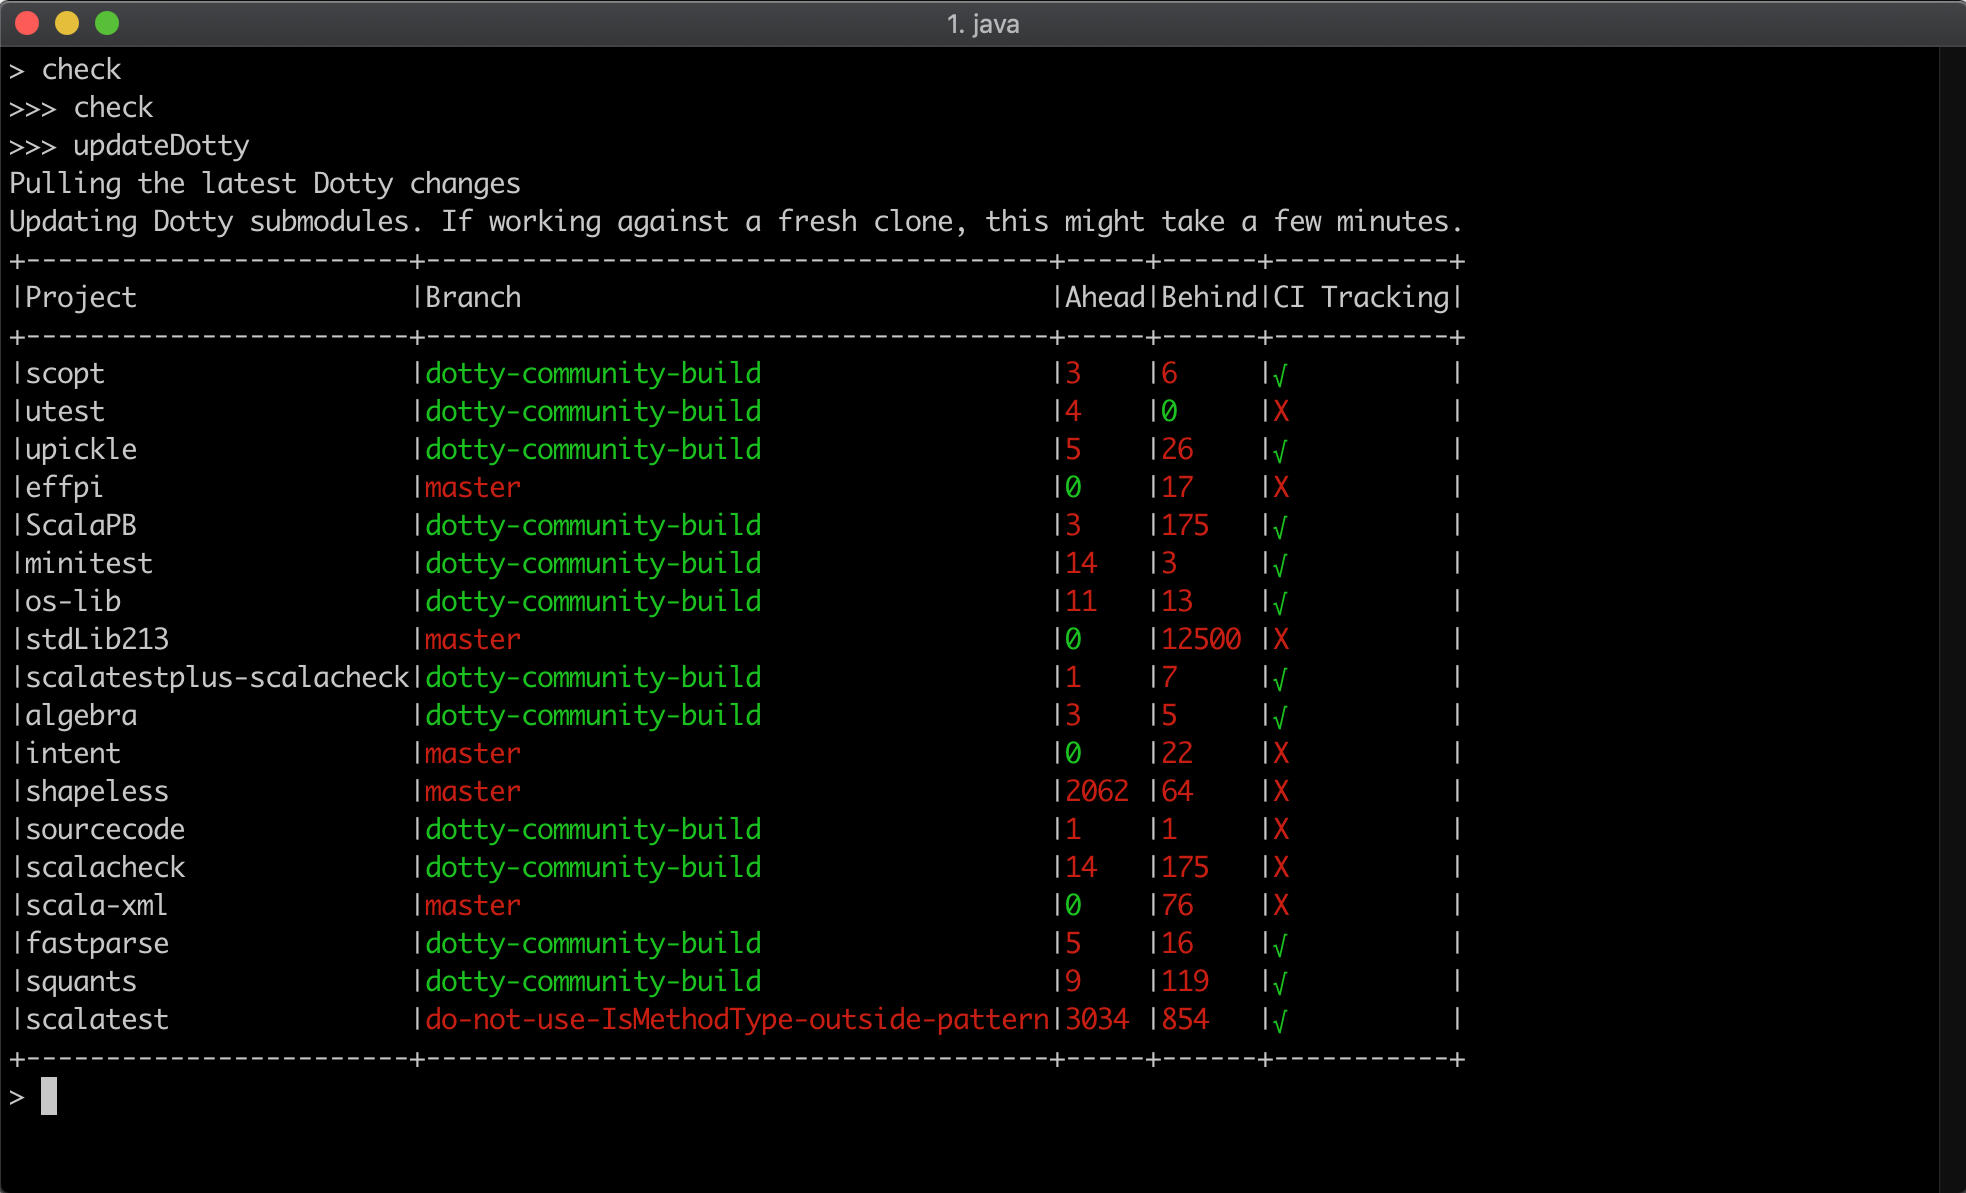 1. java
> check
>>> check
>>> updateDotty
Pulling the latest Dotty changes
Updating Dotty submodules. If working against a fresh clone, this might take a few minutes.
+------------------------+---------------------------------------+-----+------+-----------+
|Project                 |Branch                                 |Ahead|Behind|CI Tracking|
+------------------------+---------------------------------------+-----+------+-----------+
|scopt                   |dotty-community-build                  |3    |6     |√          |
|utest                   |dotty-community-build                  |4    |0     |X          |
|upickle                 |dotty-community-build                  |5    |26    |√          |
|effpi                   |master                                 |0    |17    |X          |
|ScalaPB                 |dotty-community-build                  |3    |175   |√          |
|minitest                |dotty-community-build                  |14   |3     |√          |
|os-lib                  |dotty-community-build                  |11   |13    |√          |
|stdLib213               |master                                 |0    |12500 |X          |
|scalatestplus-scalacheck|dotty-community-build                  |1    |7     |√          |
|algebra                 |dotty-community-build                  |3    |5     |√          |
|intent                  |master                                 |0    |22    |X          |
|shapeless               |master                                 |2062 |64    |X          |
|sourcecode              |dotty-community-build                  |1    |1     |X          |
|scalacheck              |dotty-community-build                  |14   |175   |X          |
|scala-xml               |master                                 |0    |76    |X          |
|fastparse               |dotty-community-build                  |5    |16    |√          |
|squants                 |dotty-community-build                  |9    |119   |√          |
|scalatest               |do-not-use-IsMethodType-outside-pattern|3034 |854   |√          |
+------------------------+---------------------------------------+-----+------+-----------+
>